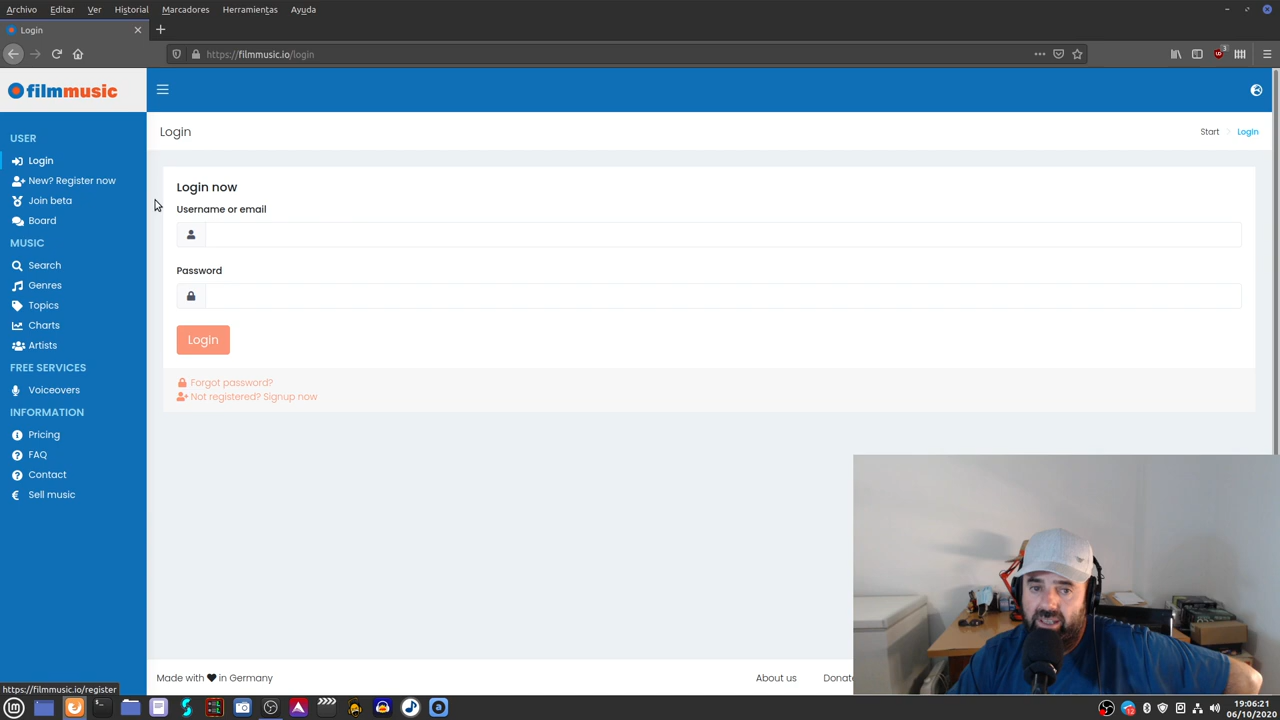 Archivo Editar Ver Historial Marcadores Herramientas Ayuda
Login
https://filmmusic.io/login
3
filmmusic
Login
Start Login
USER
Login
New? Register now
Join beta
Board
MUSIC
Search
Genres
Topics
Charts
Artists
FREE SERVICES
Voiceovers
INFORMATION
Pricing
FAQ
Contact
Sell music
Login now
Username or email
Password
Login
Forgot password?
Not registered? Signup now
Made with in Germany
About us
Donate
https://filmmusic.io/register
12
19:06:21
06/10/2020